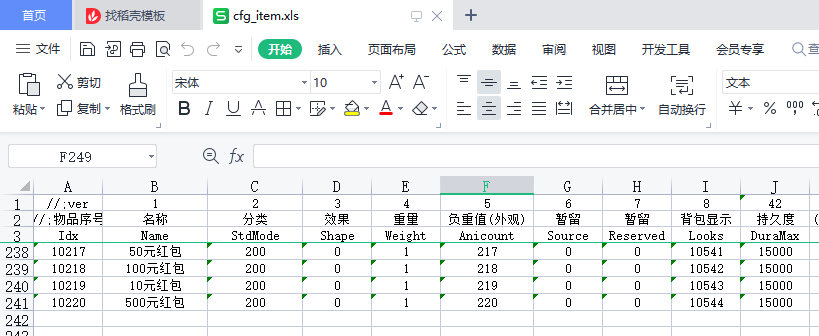 首页 找稻壳模板 cfg_item.xls
文件 开始 插入 页面布局 公式 数据 审阅 视图 开发工具 会员专享 查
粘贴 剪切 复制 格式刷 宋体 10 A+ A- B I U A 合并居中 自动换行 文本 ¥ % 000
F249 fx
A B C D E F G H I J
1 //;ver 1 2 3 4 5 6 7 8 42
2 //;物品序号 名称 分类 效果 重量 负重值(外观) 暂留 暂留 背包显示 持久度
3 Idx Name StdMode Shape Weight Anicount Source Reserved Looks DuraMax
238 10217 50元红包 200 0 1 217 0 0 10541 15000
239 10218 100元红包 200 0 1 218 0 0 10542 15000
240 10219 10元红包 200 0 1 219 0 0 10543 15000
241 10220 500元红包 200 0 1 220 0 0 10544 15000
242
243